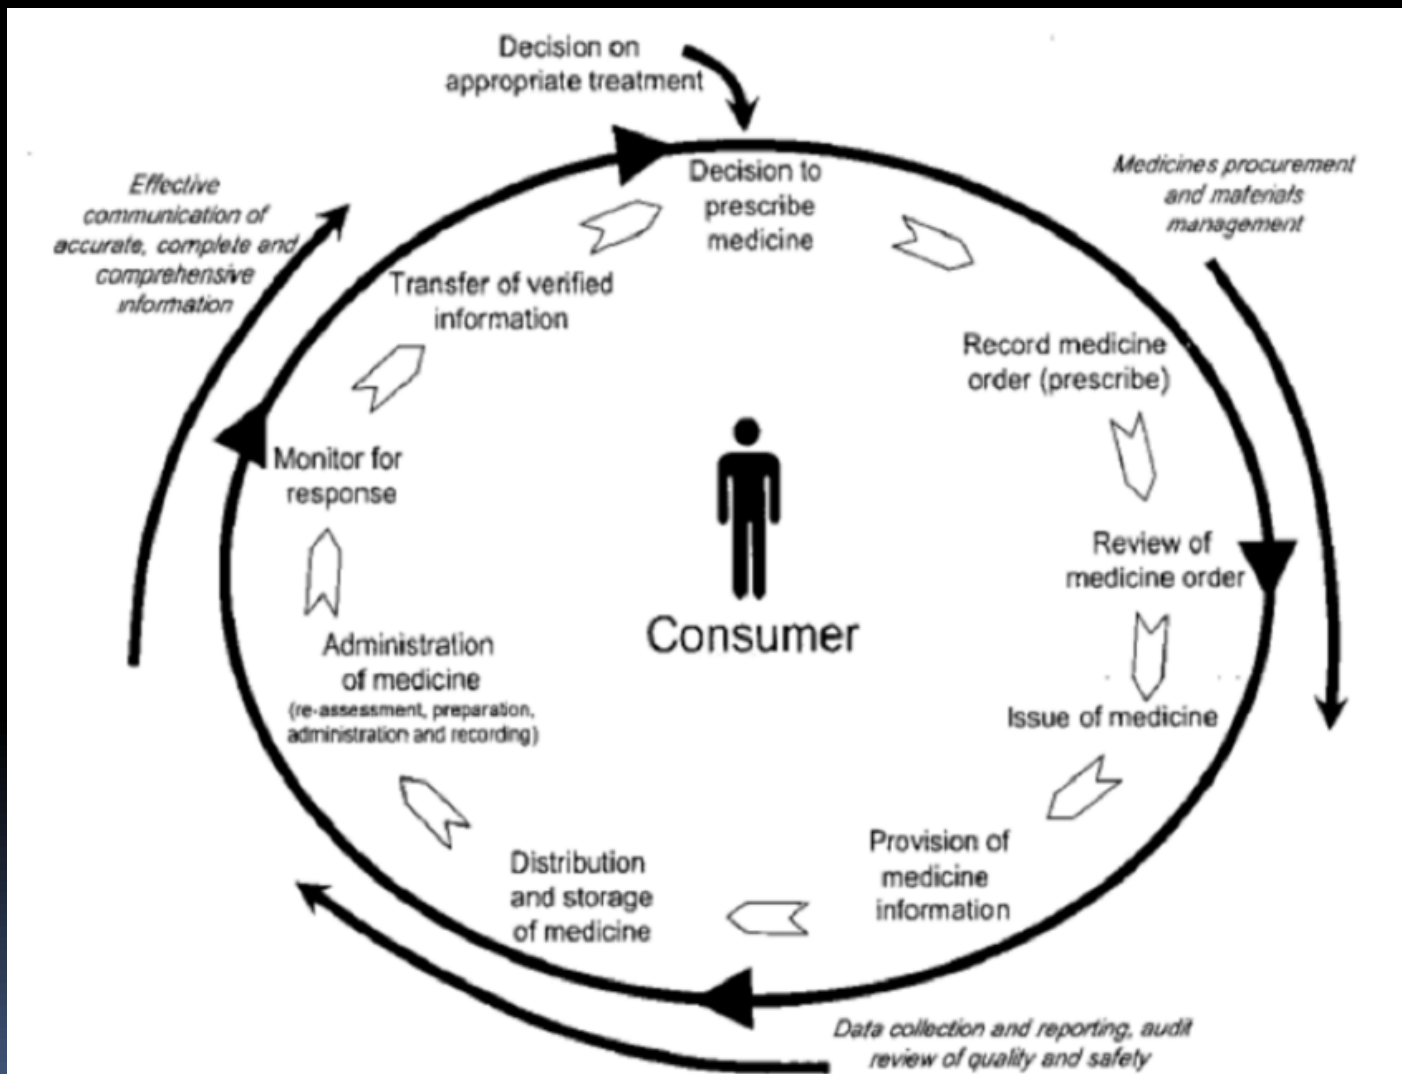 Decision on
appropriate treatment
Effective
communication of
accurate, complete and
comprehensive
information
Medicines procurement
and materials
management
Decision to
prescribe
medicine
Transfer of verified
information
Record medicine
order (prescribe)
Monitor for
response
Review of
medicine order
Consumer
Administration
of medicine
(re-assessment, preparation,
administration and recording)
Issue of medicine
Distribution
and storage
of medicine
Provision of
medicine
information
Data collection and reporting, audit
review of quality and safety